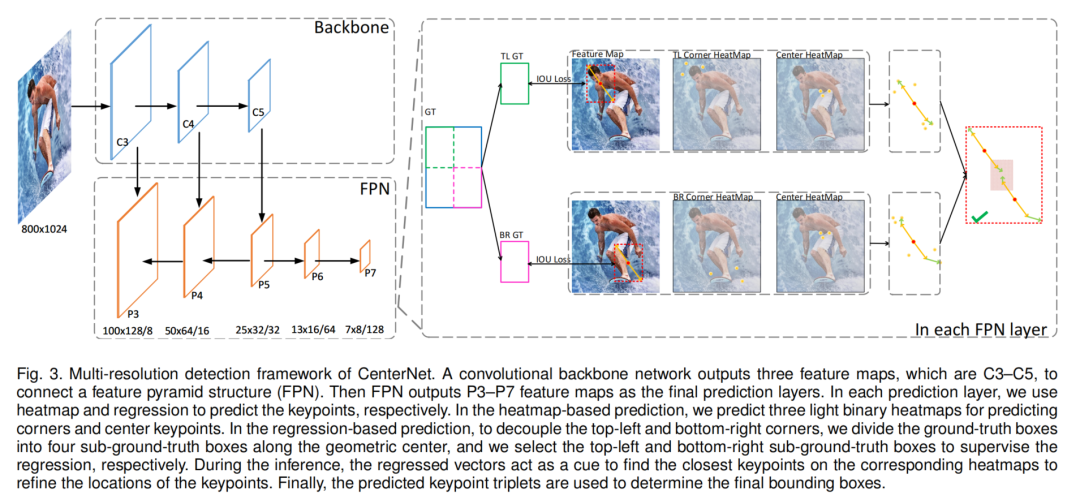 Backbone
C3
C4
C5
800x1024
FPN
P3
P4
P5
P6
P7
100x128/8 50x64/16 25x32/32 13x16/64 7x8/128
GT
TL GT
IOU Loss
Feature Map
TL Corner HeatMap
Center HeatMap
BR GT
IOU Loss
BR Corner HeatMap
Center HeatMap
In each FPN layer
Fig. 3. Multi-resolution detection framework of CenterNet. A convolutional backbone network outputs three feature maps, which are C3–C5, to
connect a feature pyramid structure (FPN). Then FPN outputs P3–P7 feature maps as the final prediction layers. In each prediction layer, we use
heatmap and regression to predict the keypoints, respectively. In the heatmap-based prediction, we predict three light binary heatmaps for predicting
corners and center keypoints. In the regression-based prediction, to decouple the top-left and bottom-right corners, we divide the ground-truth boxes
into four sub-ground-truth boxes along the geometric center, and we select the top-left and bottom-right sub-ground-truth boxes to supervise the
regression, respectively. During the inference, the regressed vectors act as a cue to find the closest keypoints on the corresponding heatmaps to
refine the locations of the keypoints. Finally, the predicted keypoint triplets are used to determine the final bounding boxes.